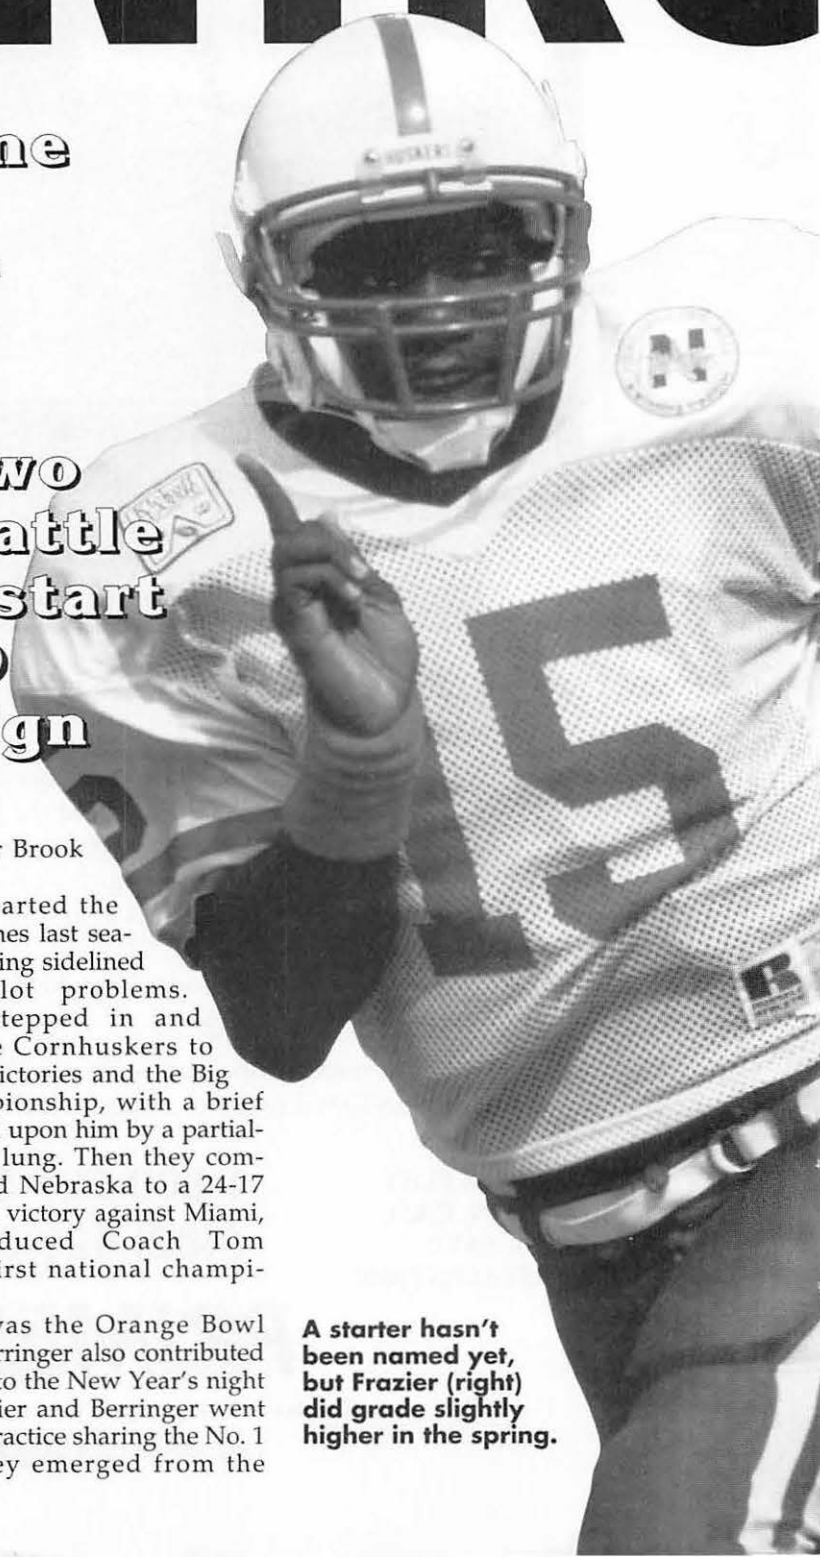 ne
wo
attle
start
gn
HUSKERS
N
15
R
r Brook
arted the
nes last sea-
ing sidelined
lot problems.
tepped in and
e Cornhuskers to
ictories and the Big
pionship, with a brief
upon him by a partial-
lung. Then they com-
d Nebraska to a 24-17
victory against Miami,
duced Coach Tom
irst national champi-
was the Orange Bowl
rringer also contributed
to the New Year's night
ier and Berringer went
ractice sharing the No. 1
ey emerged from the
A starter hasn't
been named yet,
but Frazier (right)
did grade slightly
higher in the spring.